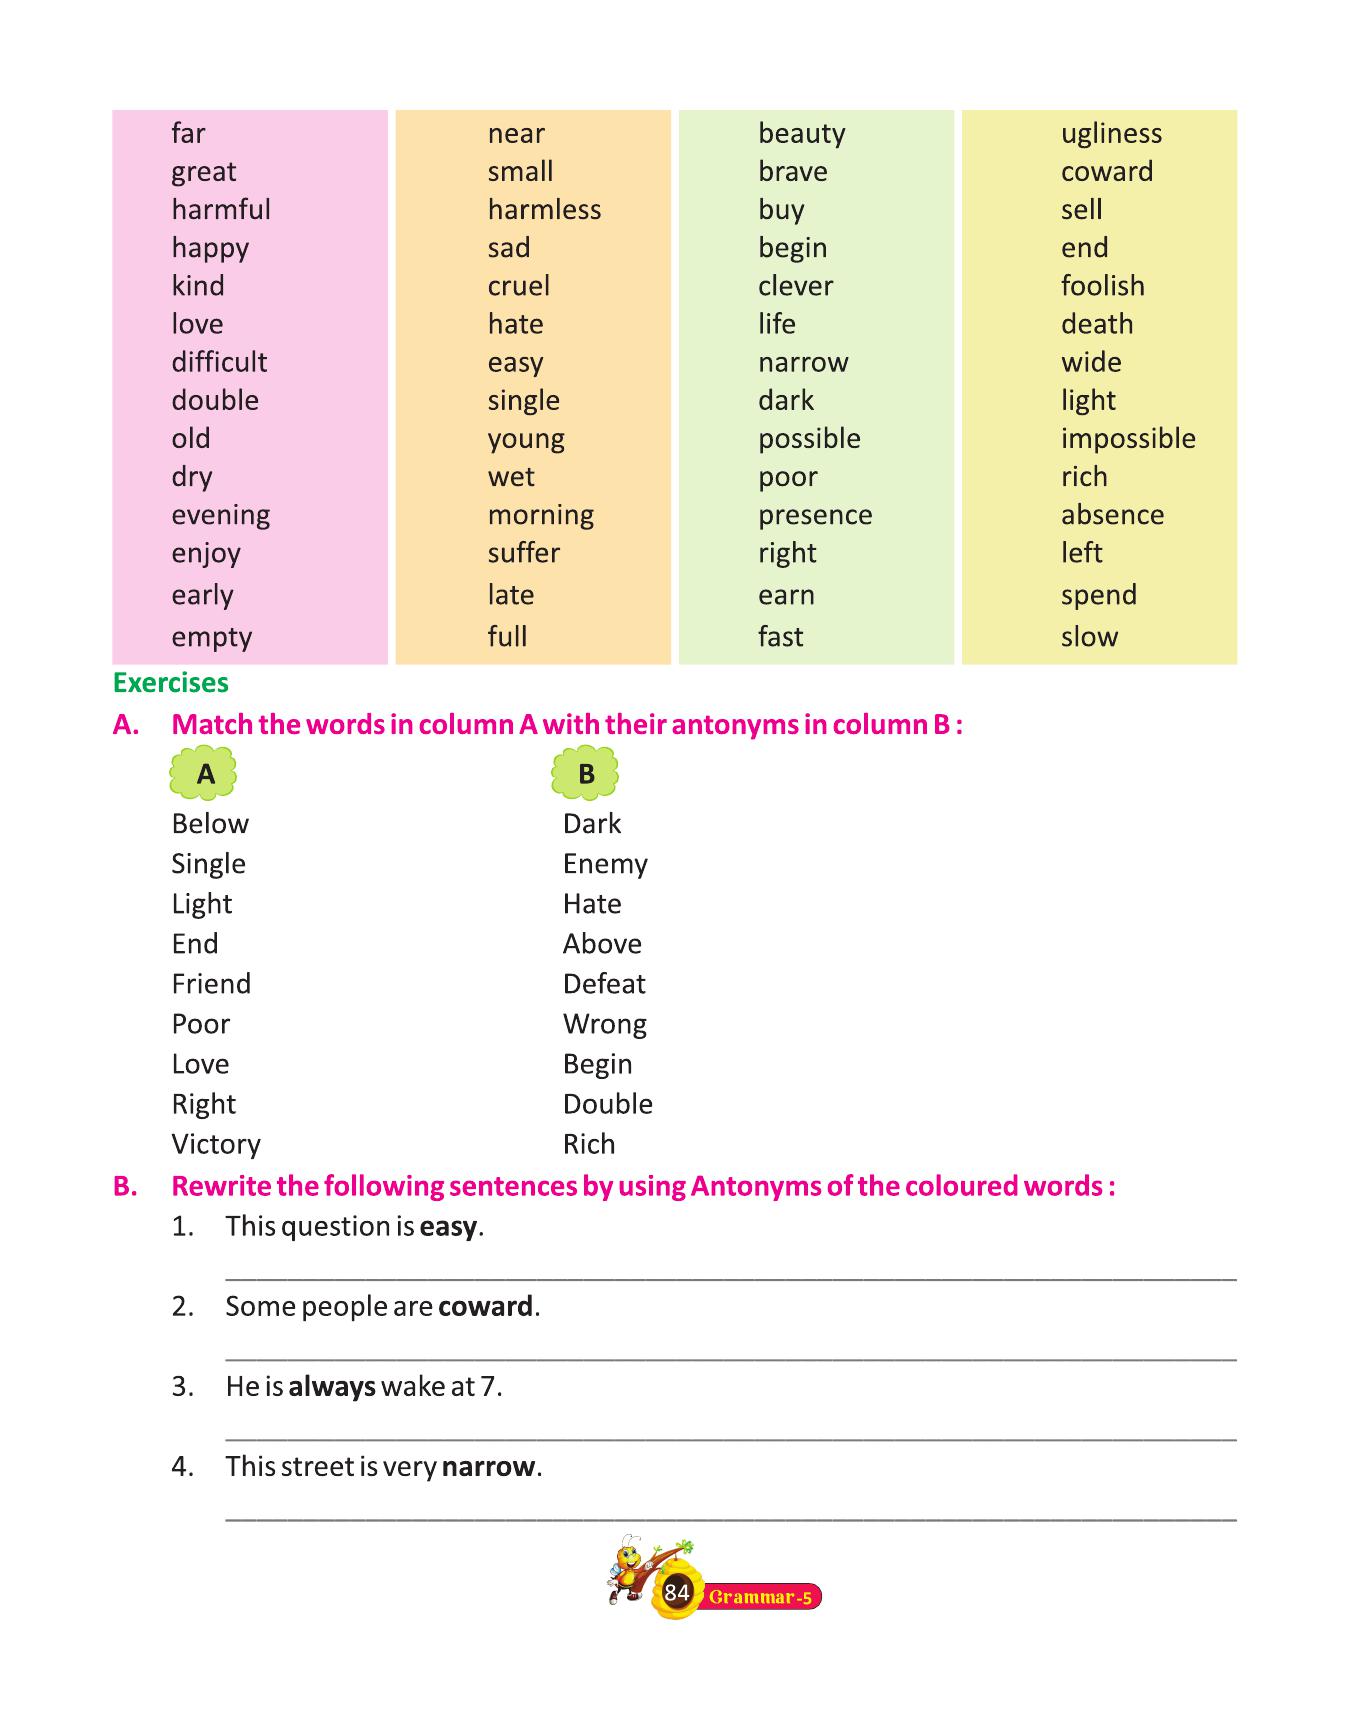 far near beauty ugliness
great small brave coward
harmful harmless buy sell
happy sad begin end
kind cruel clever foolish
love hate life death
difficult easy narrow wide
double single dark light
old young possible impossible
dry wet poor rich
evening morning presence absence
enjoy suffer right left
early late earn spend
empty full fast slow
Exercises
A. Match the words in column A with their antonyms in column B :
A B
Below Dark
Single Enemy
Light Hate
End Above
Friend Defeat
Poor Wrong
Love Begin
Right Double
Victory Rich
B. Rewrite the following sentences by using Antonyms of the coloured words :
1. This question is easy.
2. Some people are coward.
3. He is always wake at 7.
4. This street is very narrow.
84 Grammar-5